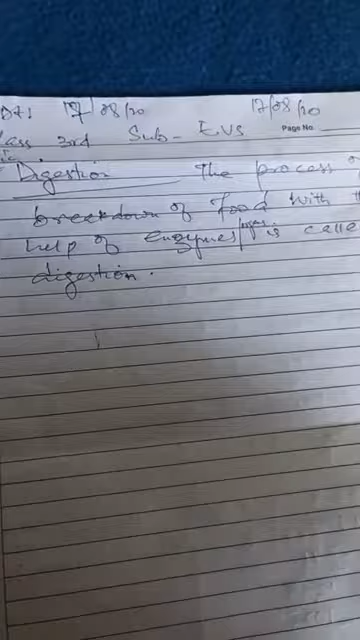 17/08/20 17/08/20
Page No.
Class 3rd Sub- EVS
Digestion The process of
breakdown of food with the
help of enzymes is called
digestion.